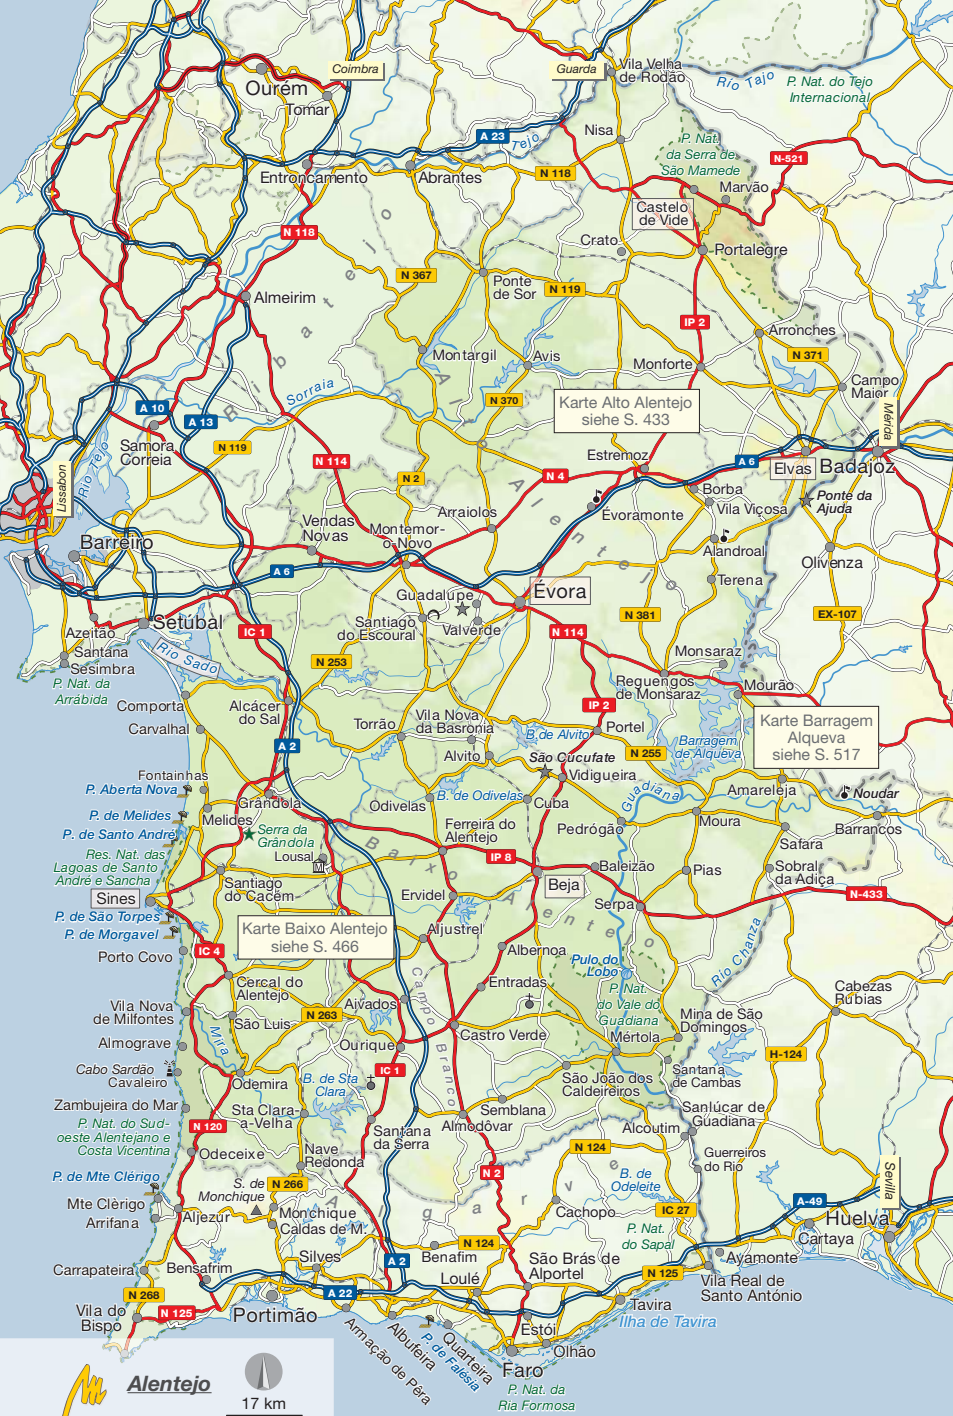 Coimbra
Guarda
Vila Velha
de Rodão
Río Tajo
P. Nat. do Tejo
Internacional
Ourém
Tomar
A 23
Tejo
Nisa
P. Nat.
da Serra de
São Mamede
N-521
Entroncamento
Abrantes
N 118
Marvão
Castelo
de Vide
N 118
Crato
Portalegre
N 367
Ponte
de Sor
N 119
Almeirim
Ribatejo
IP 2
Arronches
Montargil
Avis
Monforte
N 371
Campo
Maior
Sorraia
N 370
Karte Alto Alentejo
siehe S. 433
A 10
A 13
Mérida
Samora
Correia
N 119
N 114
Estremoz
A 6
Elvas
Badajoz
Lissabon
Rio Tejo
N 2
N 4
Alto Alentejo
Borba
Vila Viçosa
Ponte da
Ajuda
Arraiolos
Évoramonte
Vendas
Novas
Montemor-
o-Novo
Barreiro
Alandroal
Olivenza
A 6
Terena
Guadalupe
Évora
Setúbal
IC 1
Santiago
do Escoural
Valverde
N 114
N 381
EX-107
Azeitão
Santana
Sesimbra
Rio Sado
N 253
Monsaraz
P. Nat. da
Arrábida
Reguengos
de Monsaraz
Mourão
Comporta
Alcácer
do Sal
IP 2
Carvalhal
Torrão
Vila Nova
da Basronia
B.de Alvito
Portel
Karte Barragem
Alqueva
siehe S. 517
A 2
Alvito
N 255
Barragem
de Alqueva
São Cucufate
Fontainhas
Vidigueira
P. Aberta Nova
Guadiana
Amareleja
Noudar
Grândola
Odivelas
B. de Odivelas
Cuba
P. de Melides
Melides
Moura
Barrancos
P. de Santo André
Serra da
Grândola
Ferreira do
Alentejo
Pedrógão
Safara
Res. Nat. das
Lagoas de Santo
André e Sancha
Lousal
Baixo Alentejo
IP 8
Baleizão
Pias
Sobral
da Adiça
Santiago
do Cacém
Ervidel
Beja
Sines
Serpa
N-433
P. de São Torpes
Karte Baixo Alentejo
siehe S. 466
P. de Morgavel
Aljustrel
IC 4
Porto Covo
Albernoa
Pulo do
Lobo
Rio Chanza
Cercal do
Alentejo
Campo Branco
Entradas
P. Nat.
do Vale do
Guadiana
Cabezas
Rubias
Vila Nova
de Milfontes
Aivados
São Luis
N 263
Mina de São
Domingos
Mira
Castro Verde
Almograve
Ourique
Mértola
H-124
Cabo Sardão
Cavaleiro
IC 1
Santana
de Cambas
Odemira
B. de Sta
Clara
São João dos
Caldeireiros
Zambujeira do Mar
Sta Clara-
a-Velha
Semblana
Sanlúcar de
Guadiana
P. Nat. do Sud-
oeste Alentejano e
Costa Vicentina
N 120
Almodôvar
Alcoutim
Santana
da Serra
Odeceixe
Nave
Redonda
N 124
Guerreiros
do Rio
P. de Mte Clérigo
S. de
Monchique
N 266
N 2
B. de
Odeleite
Sevilla
Mte Clèrigo
Arrifana
Aljezur
Monchique
Caldas de M.
Algarve
Cachopo
IC 27
A-49
Huelva
P. Nat.
do Sapal
Cartaya
N 124
Benafim
Silves
São Brás de
Alportel
Ayamonte
Carrapateira
Bensafrim
A 2
Loulé
N 125
Vila Real de
Santo António
N 268
A 22
Vila do
Bispo
N 125
Portimão
Tavira
Armação de Pêra
Albufeira
P. de Falésia
Quarteira
Estói
Ilha de Tavira
Olhão
Faro
P. Nat. da
Ria Formosa
Alentejo
17 km